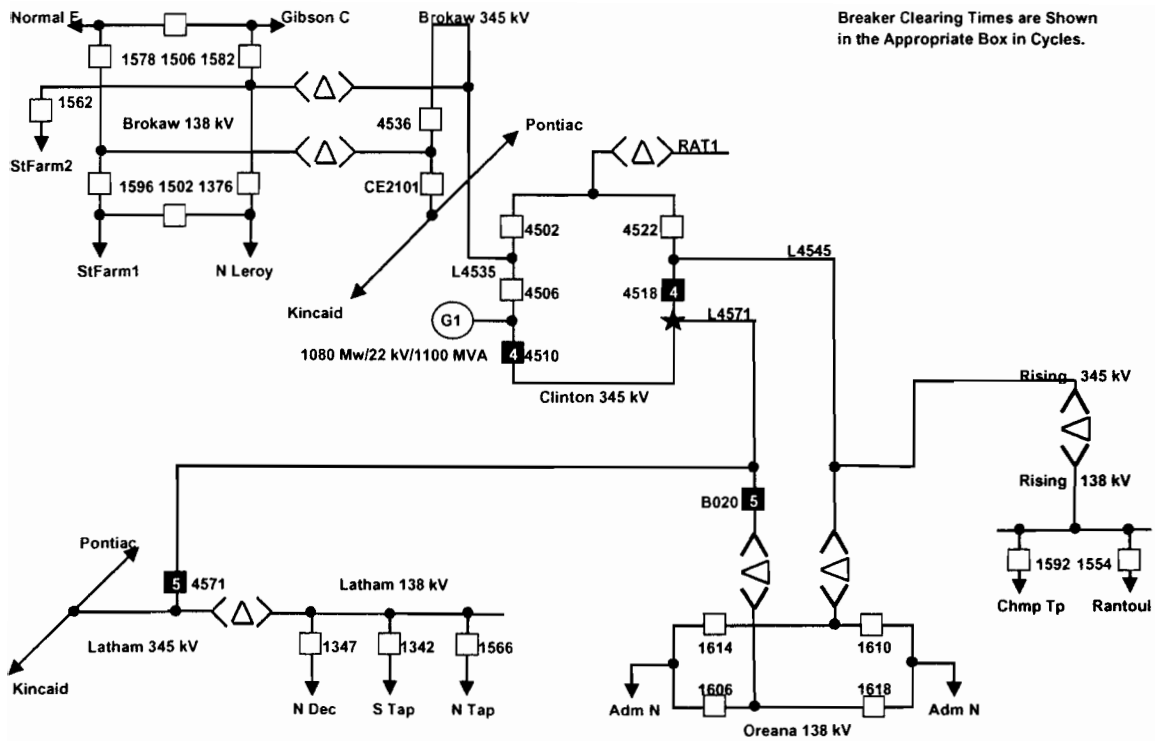 Normal E
Gibson C
Brokaw 345 kV
Breaker Clearing Times are Shown
in the Appropriate Box in Cycles.
1578 1506 1582
1562
Brokaw 138 kV
4536
Pontiac
StFarm2
RAT1
1596 1502 1376
CE2101
4502
4522
StFarm1
N Leroy
L4535
L4545
4506
4518
4
Kincaid
G1
L4571
1080 Mw/22 kV/1100 MVA
4
4510
Clinton 345 kV
Rising 345 kV
B020
5
Rising 138 kV
Pontiac
5
4571
Latham 138 kV
1592
1554
Chmp Tp
Rantoul
Latham 345 kV
1347
1342
1566
1614
1610
Kincaid
N Dec
S Tap
N Tap
Adm N
1606
1618
Adm N
Oreana 138 kV